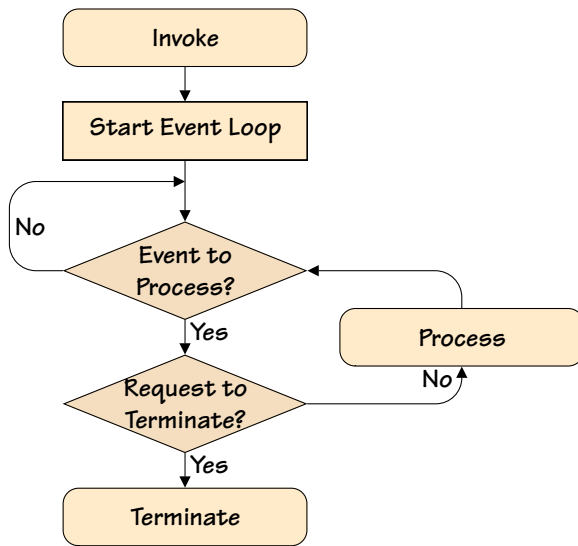 Invoke
Start Event Loop
No
Event to
Process?
Yes
Process
No
Request to
Terminate?
Yes
Terminate